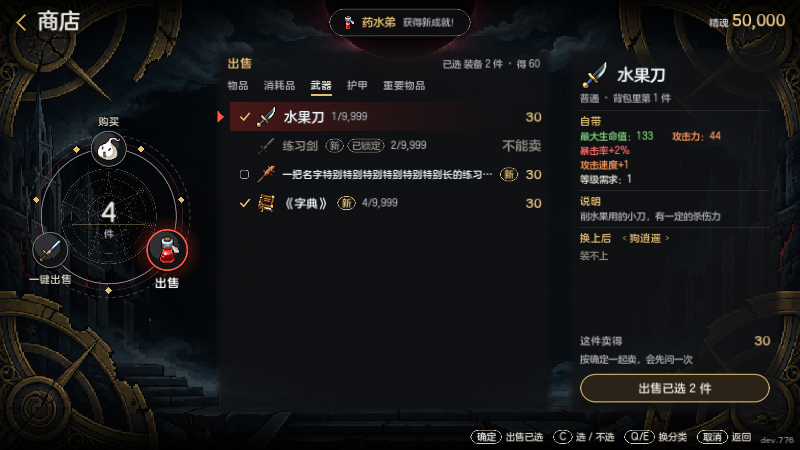 商店
药水弟 获得新成就!
精魂 50,000
出售
已选 装备 2 件 · 得 60
物品 消耗品 武器 护甲 重要物品
水果刀 1/9,999 30
练习剑 新 已锁定 2/9,999 不能卖
一把名字特别特别特别特别特别特别长的练习… 新 30
《字典》 新 4/9,999 30
购买
4
件
一键出售
出售
水果刀
普通 · 背包里第 1 件
自带
最大生命值: 133 攻击力: 44
暴击率+2%
攻击速度+1
等级需求: 1
说明
削水果用的小刀，有一定的杀伤力
换上后 <狗逍遥>
装不上
这件卖得 30
按确定一起卖，会先问一次
出售已选 2 件
确定 出售已选 C 选 / 不选 Q/E 换分类 取消 返回
dev.776